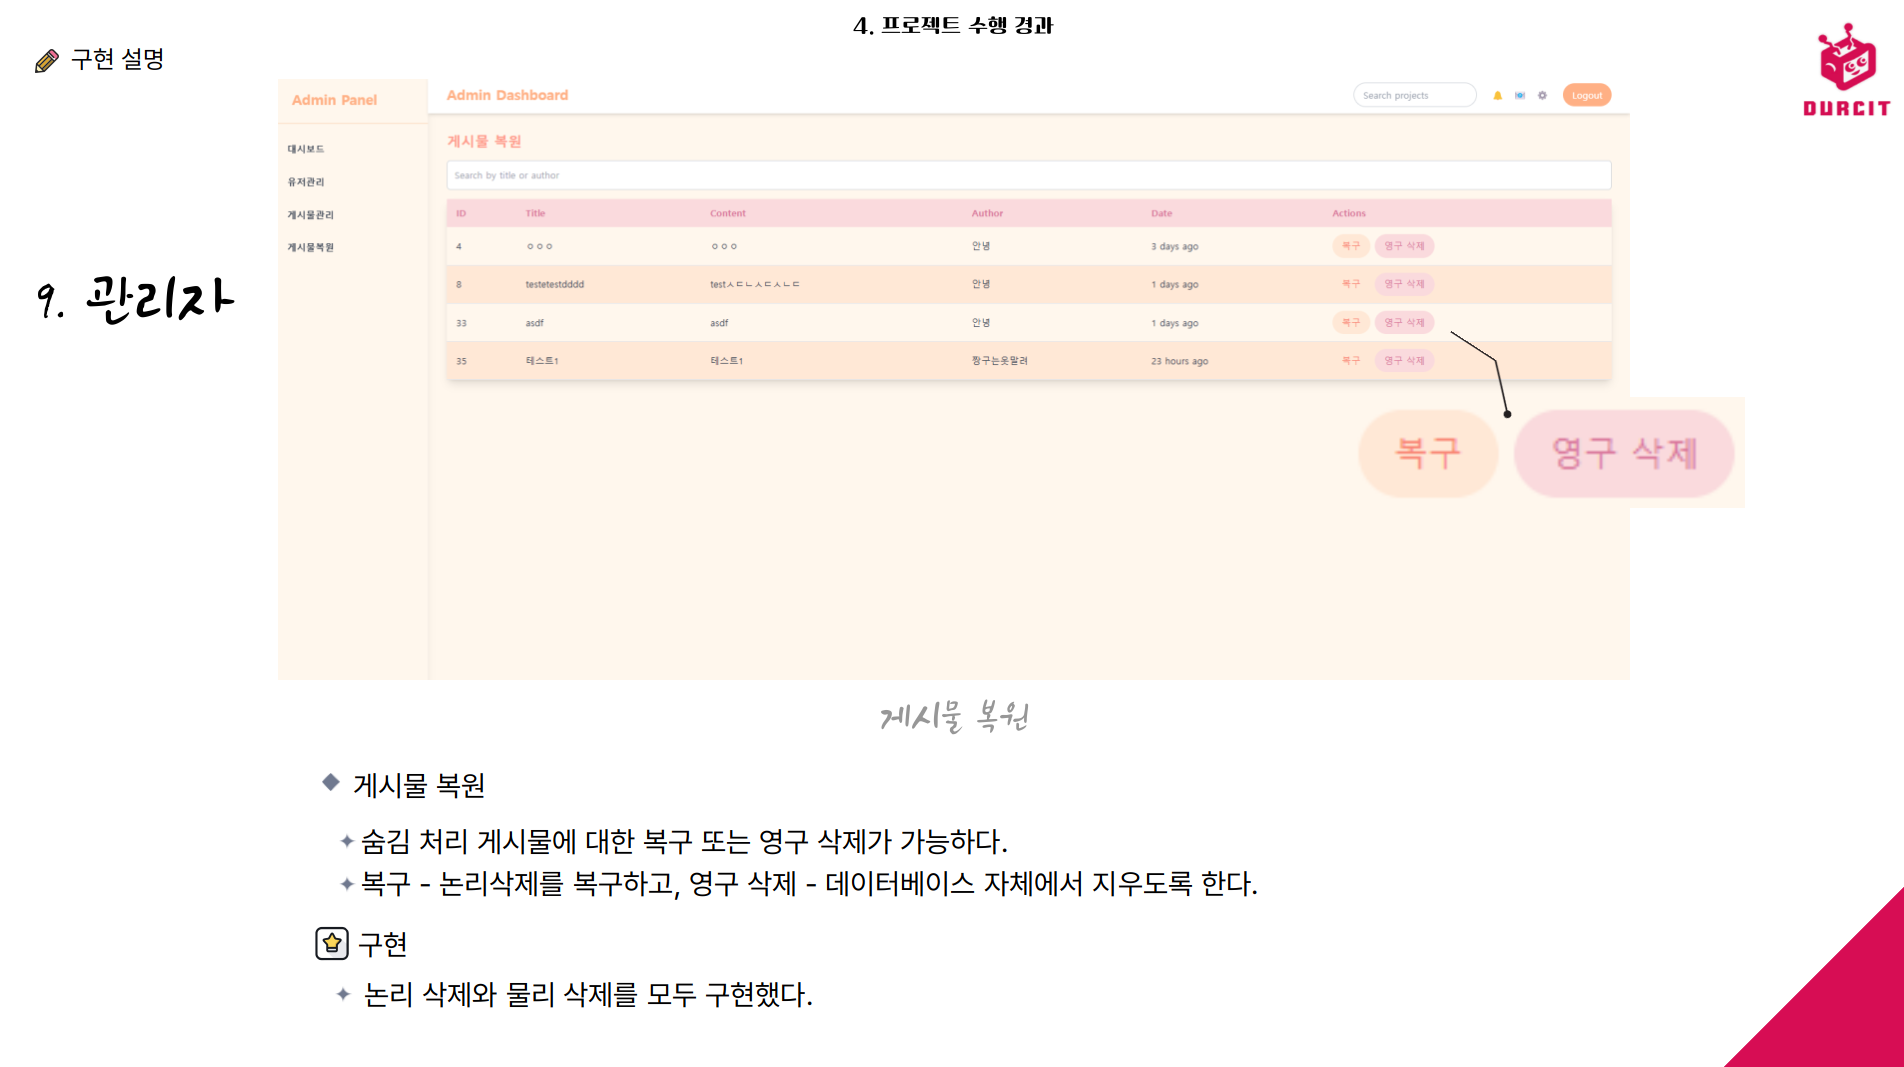 4. 프로젝트 수행 경과
구현 설명
DURCIT
Admin Panel
Admin Dashboard
Search projects
Logout
대시보드
유저관리
게시물관리
게시물복원
게시물 복원
Search by title or author
ID Title Content Author Date Actions
4 ㅇㅇㅇ ㅇㅇㅇ 안녕 3 days ago 복구 영구 삭제
8 testetestdddd testㅅㄷㄴㅅㄷㅅㄴㄷ 안녕 1 days ago 복구 영구 삭제
33 asdf asdf 안녕 1 days ago 복구 영구 삭제
35 테스트1 테스트1 짱구는옷말려 23 hours ago 복구 영구 삭제
9. 관리자
복구 영구 삭제
게시물 복원
게시물 복원
숨김 처리 게시물에 대한 복구 또는 영구 삭제가 가능하다.
복구 - 논리삭제를 복구하고, 영구 삭제 - 데이터베이스 자체에서 지우도록 한다.
구현
논리 삭제와 물리 삭제를 모두 구현했다.